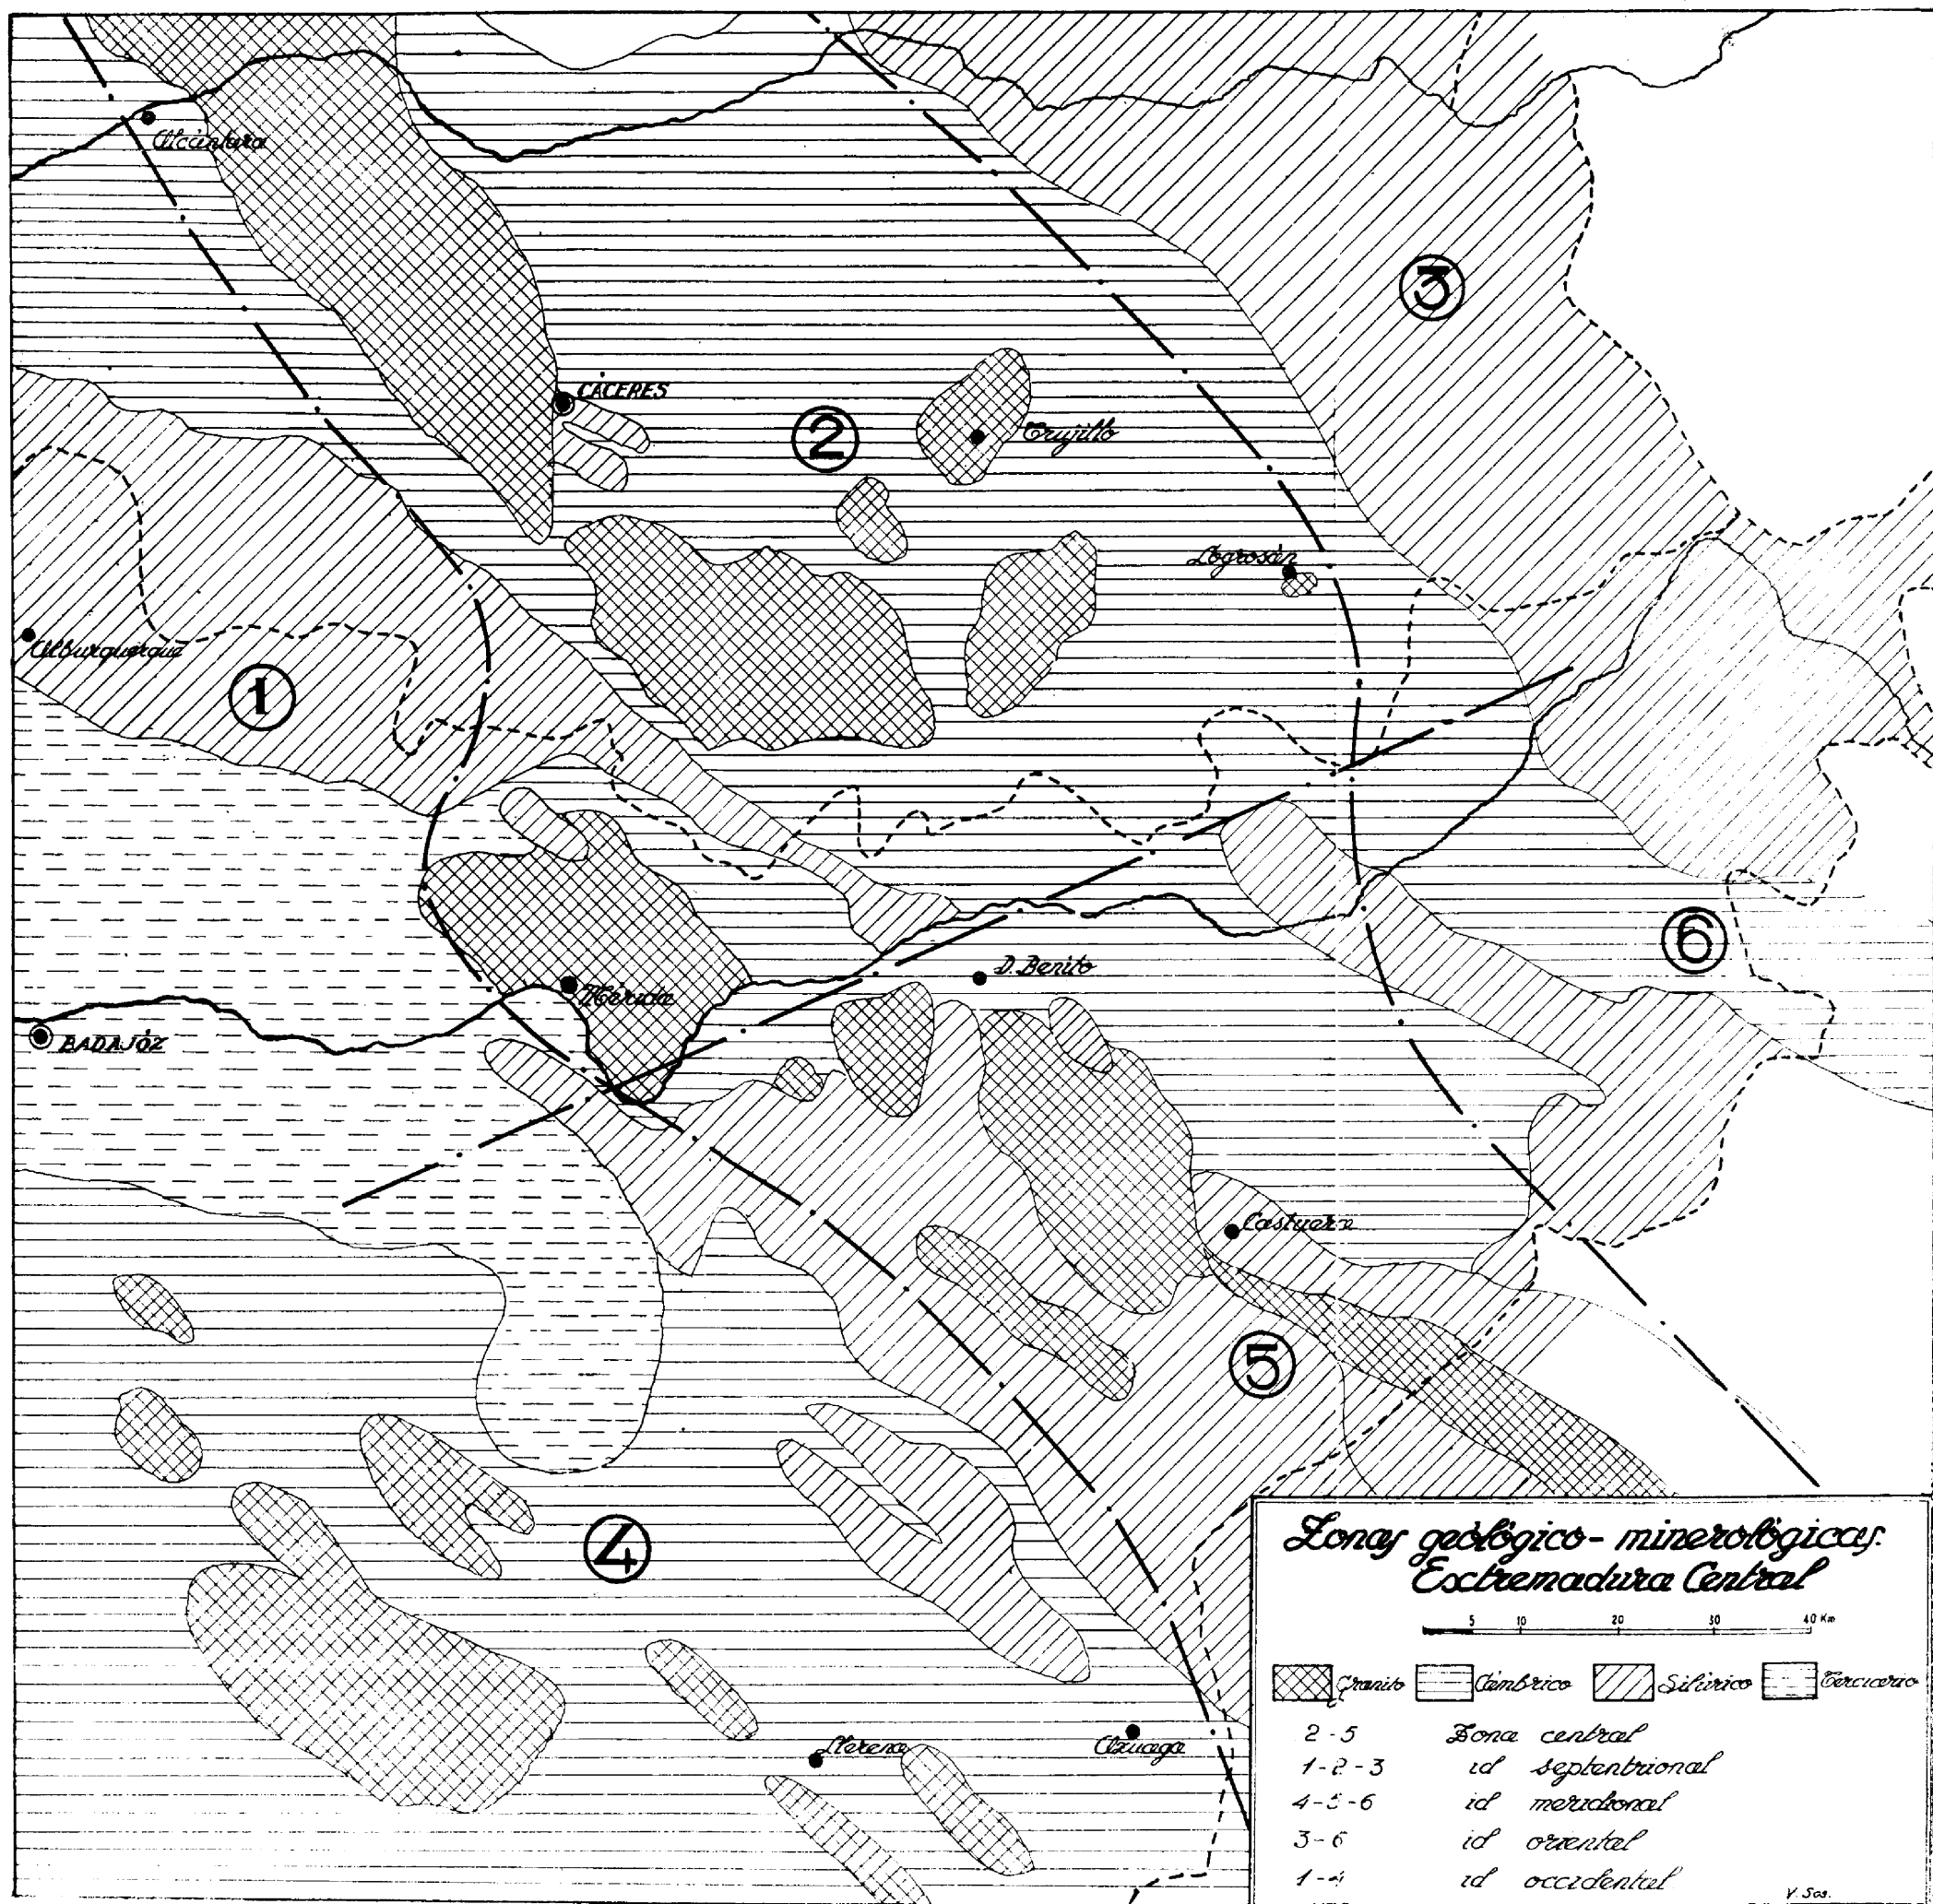 Alcántara
CÁCERES
Trujillo
Logrosán
Alburquerque
Mérida
D. Benito
BADAJÓZ
Castuera
Llerena
Azuaga
3
2
1
6
5
4
Zonas geológico-minerológicas.
Extremadura Central
5 10 20 30 40 Km
Granito Cámbrico Silúrico Terciario
2-5 Zona central
1-2-3 id septentrional
4-5-6 id meridional
3-6 id oriental
1-4 id occidental
V. Sos.